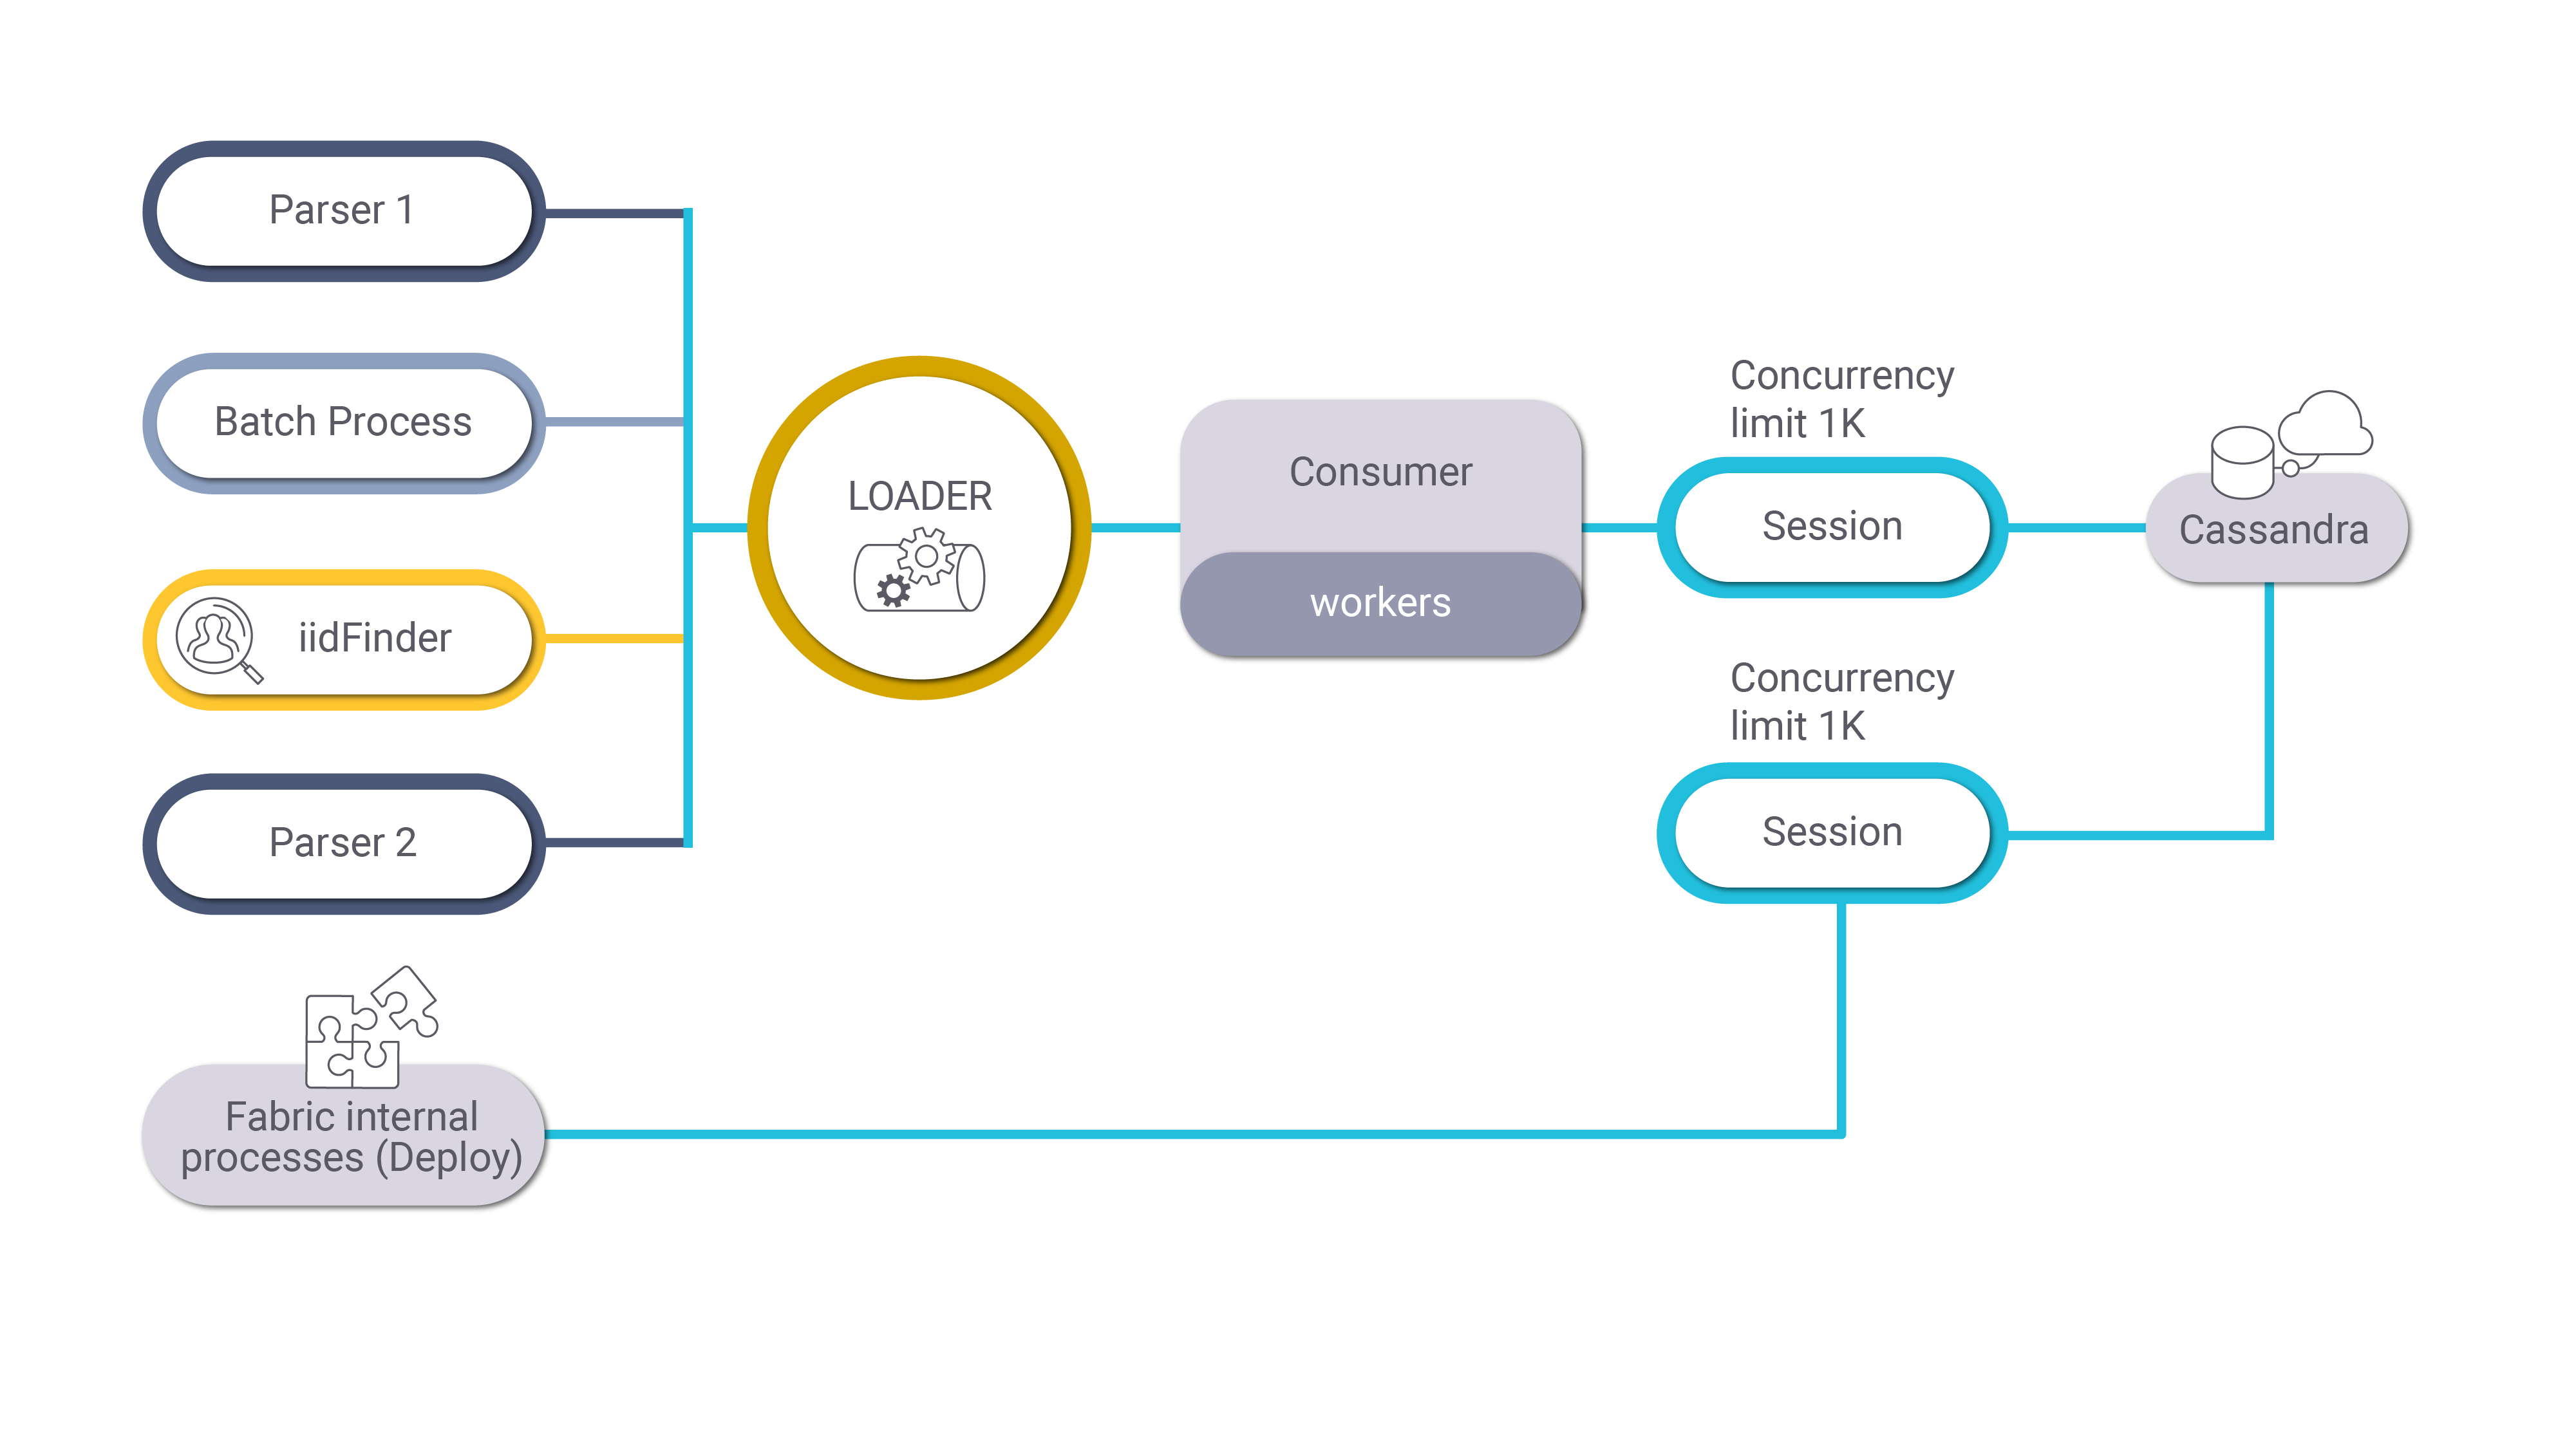 Parser 1
Batch Process
iidFinder
Parser 2
Fabric internal
processes (Deploy)
LOADER
Consumer
workers
Concurrency
limit 1K
Session
Concurrency
limit 1K
Session
Cassandra